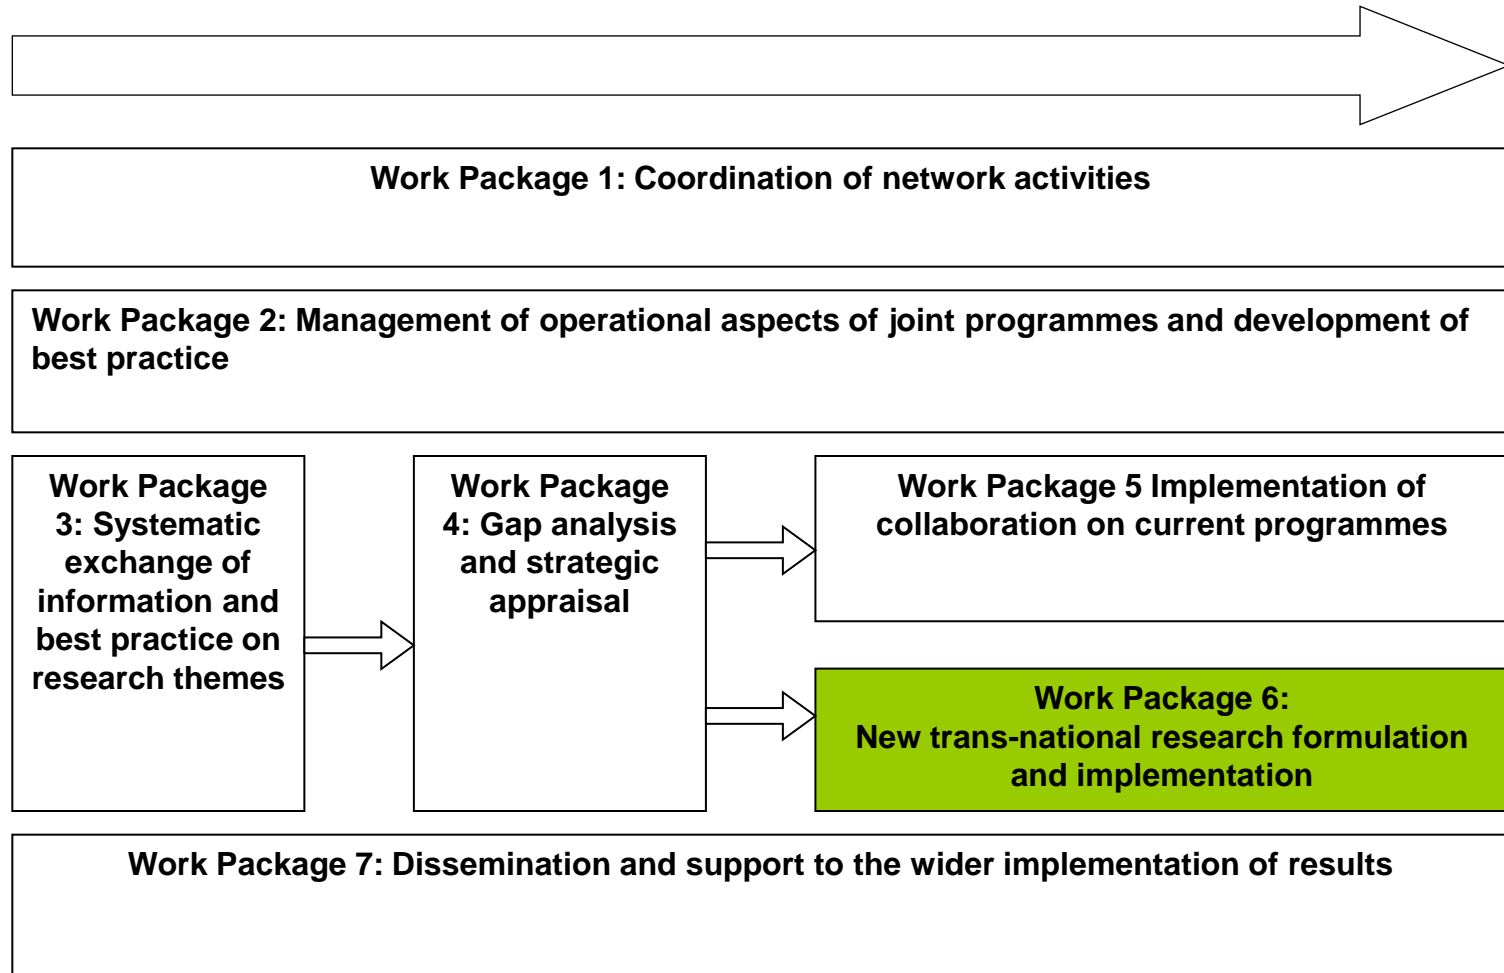 Work Package 1: Coordination of network activities
Work Package 2: Management of operational aspects of joint programmes and development of
best practice
Work Package
3: Systematic
exchange of
information and
best practice on
research themes
Work Package
4: Gap analysis
and strategic
appraisal
Work Package 5 Implementation of
collaboration on current programmes
Work Package 6:
New trans-national research formulation
and implementation
Work Package 7: Dissemination and support to the wider implementation of results